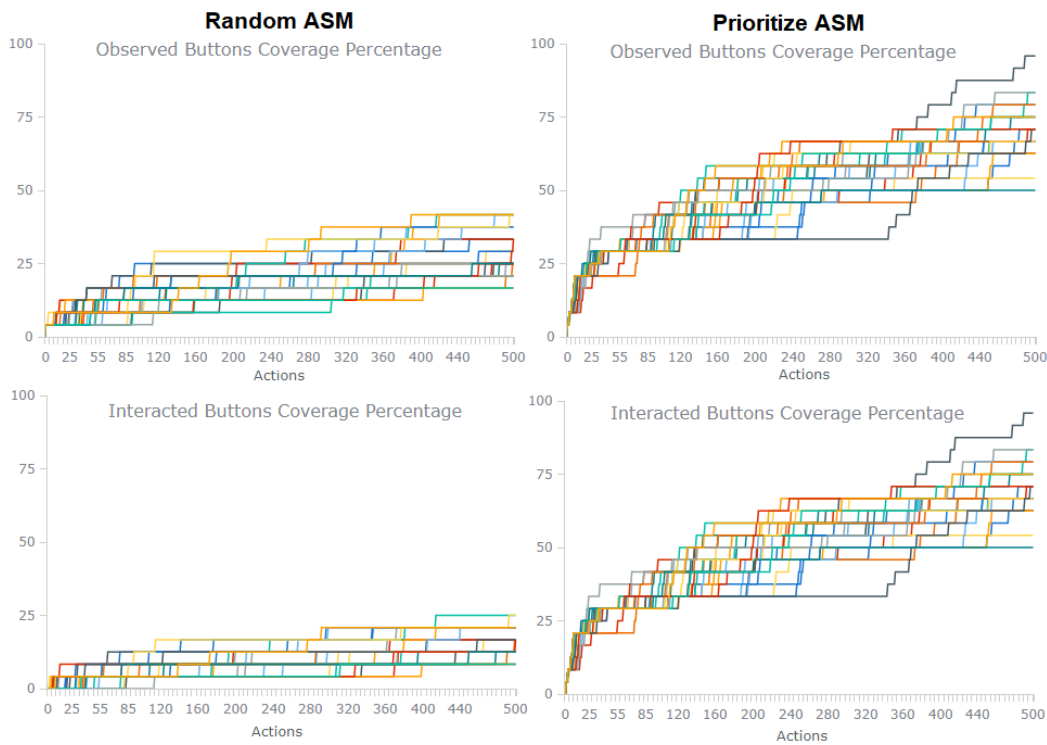 Random ASM
Prioritize ASM
Observed Buttons Coverage Percentage
Observed Buttons Coverage Percentage
100
75
50
25
0
0 25 55 85 120 160 200 240 280 320 360 400 440 500
Actions
100
75
50
25
0
0 25 55 85 120 160 200 240 280 320 360 400 440 500
Actions
Interacted Buttons Coverage Percentage
Interacted Buttons Coverage Percentage
100
75
50
25
0
0 25 55 85 120 160 200 240 280 320 360 400 440 500
Actions
100
75
50
25
0
0 25 55 85 120 160 200 240 280 320 360 400 440 500
Actions